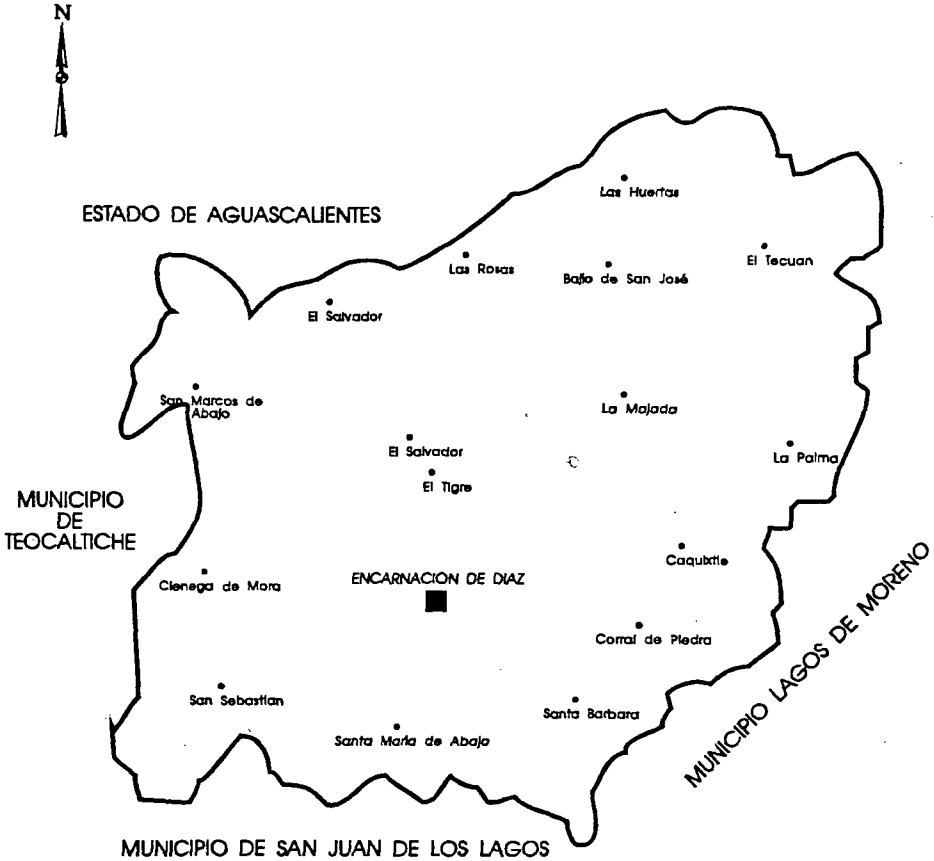 N
Las Huertas
ESTADO DE AGUASCALIENTES
El Tecuan
Las Rosas
Bajio de San José
El Salvador
San Marcos de
Abajo
La Majada
El Salvador
La Palma
El Tigre
MUNICIPIO
DE
TEOCALTICHE
Caquixtle
ENCARNACION DE DIAZ
Cienega de Mora
Corral de Piedra
MUNICIPIO LAGOS DE MORENO
San Sebastian
Santa Barbara
Santa Maria de Abajo
MUNICIPIO DE SAN JUAN DE LOS LAGOS